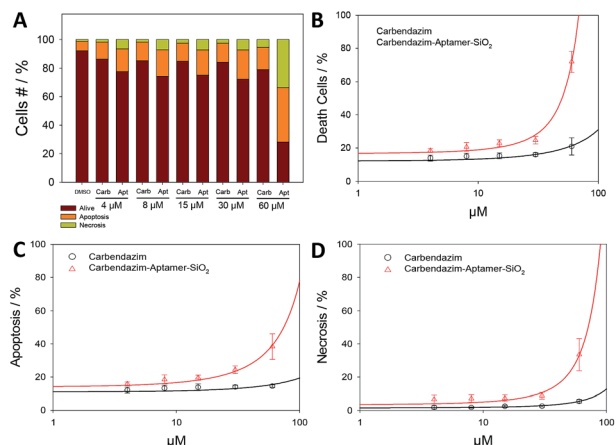 A
Cells # / %
100
80
60
40
20
0
DMSO Carb Apt Carb Apt Carb Apt Carb Apt Carb Apt
4 µM 8 µM 15 µM 30 µM 60 µM
Alive
Apoptosis
Necrosis
B
Carbendazim
Carbendazim-Aptamer-SiO₂
Death Cells / %
100
80
60
40
20
0
1 10 100
µM
C
Carbendazim
Carbendazim-Aptamer-SiO₂
Apoptosis / %
100
80
60
40
20
0
10 100
µM
D
Carbendazim
Carbendazim-Aptamer-SiO₂
Necrosis / %
100
80
60
40
20
0
1 10 100
µM